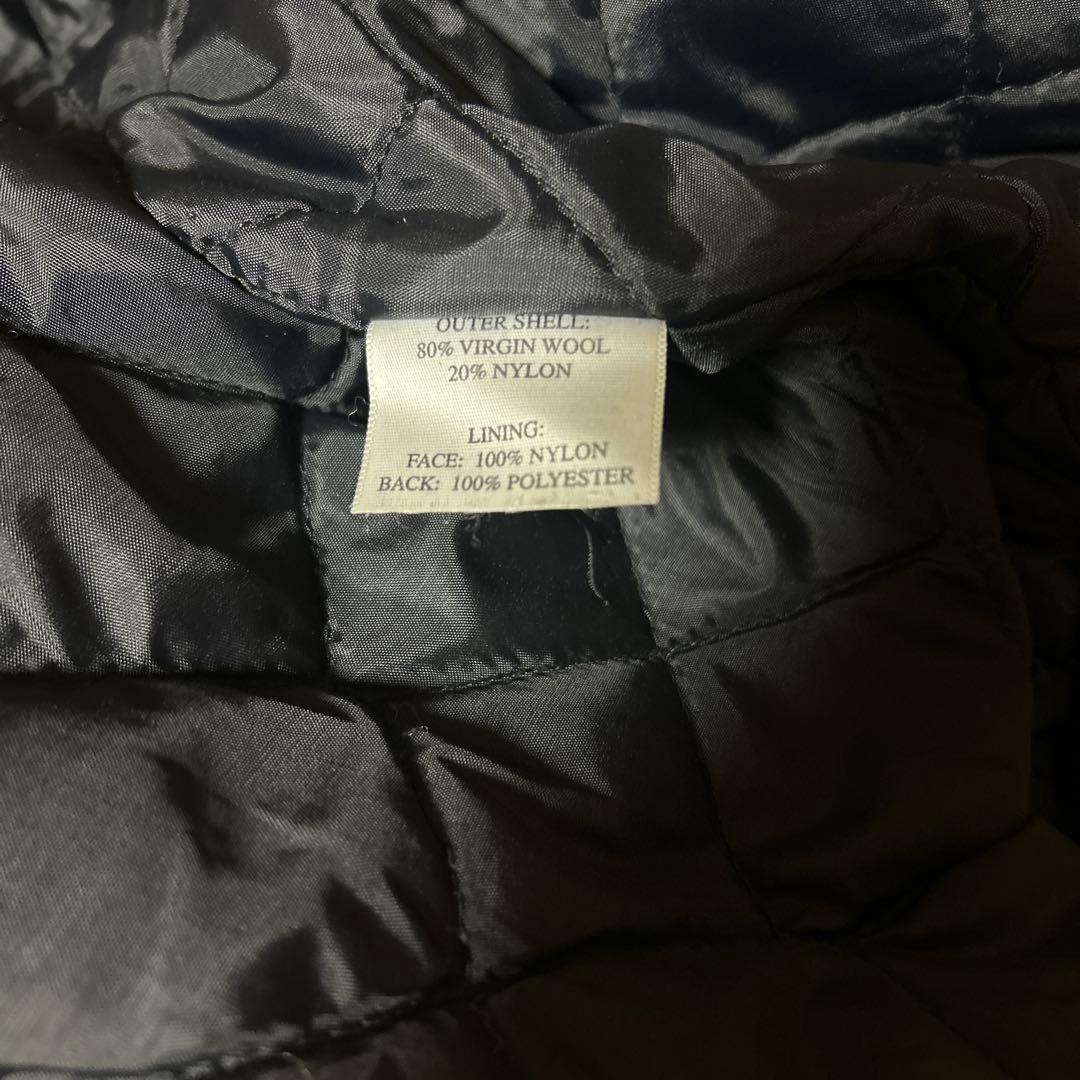 OUTER SHELL:
80% VIRGIN WOOL
20% NYLON
LINING:
FACE: 100% NYLON
BACK: 100% POLYESTER